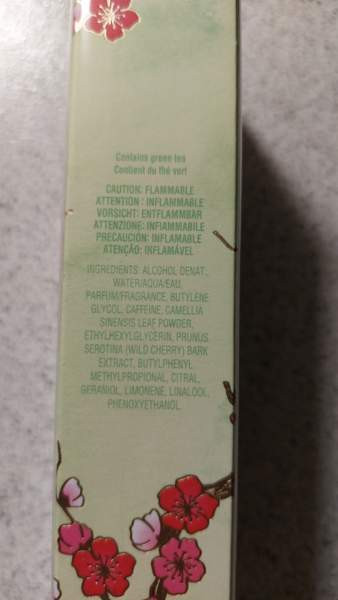 Contains green tea
Contient du thé vert
CAUTION: FLAMMABLE
ATTENTION : INFLAMMABLE
VORSICHT: ENTFLAMMBAR
ATTENZIONE: INFIAMMABILE
PRECAUCIÓN: INFLAMABLE
ATENÇÃO: INFLAMÁVEL
INGREDIENTS: ALCOHOL DENAT.,
WATER/AQUA/EAU,
PARFUM/FRAGRANCE, BUTYLENE
GLYCOL, CAFFEINE, CAMELLIA
SINENSIS LEAF POWDER,
ETHYLHEXYLGLYCERIN, PRUNUS
SEROTINA (WILD CHERRY) BARK
EXTRACT, BUTYLPHENYL
METHYLPROPIONAL, CITRAL,
GERANIOL, LIMONENE, LINALOOL,
PHENOXYETHANOL